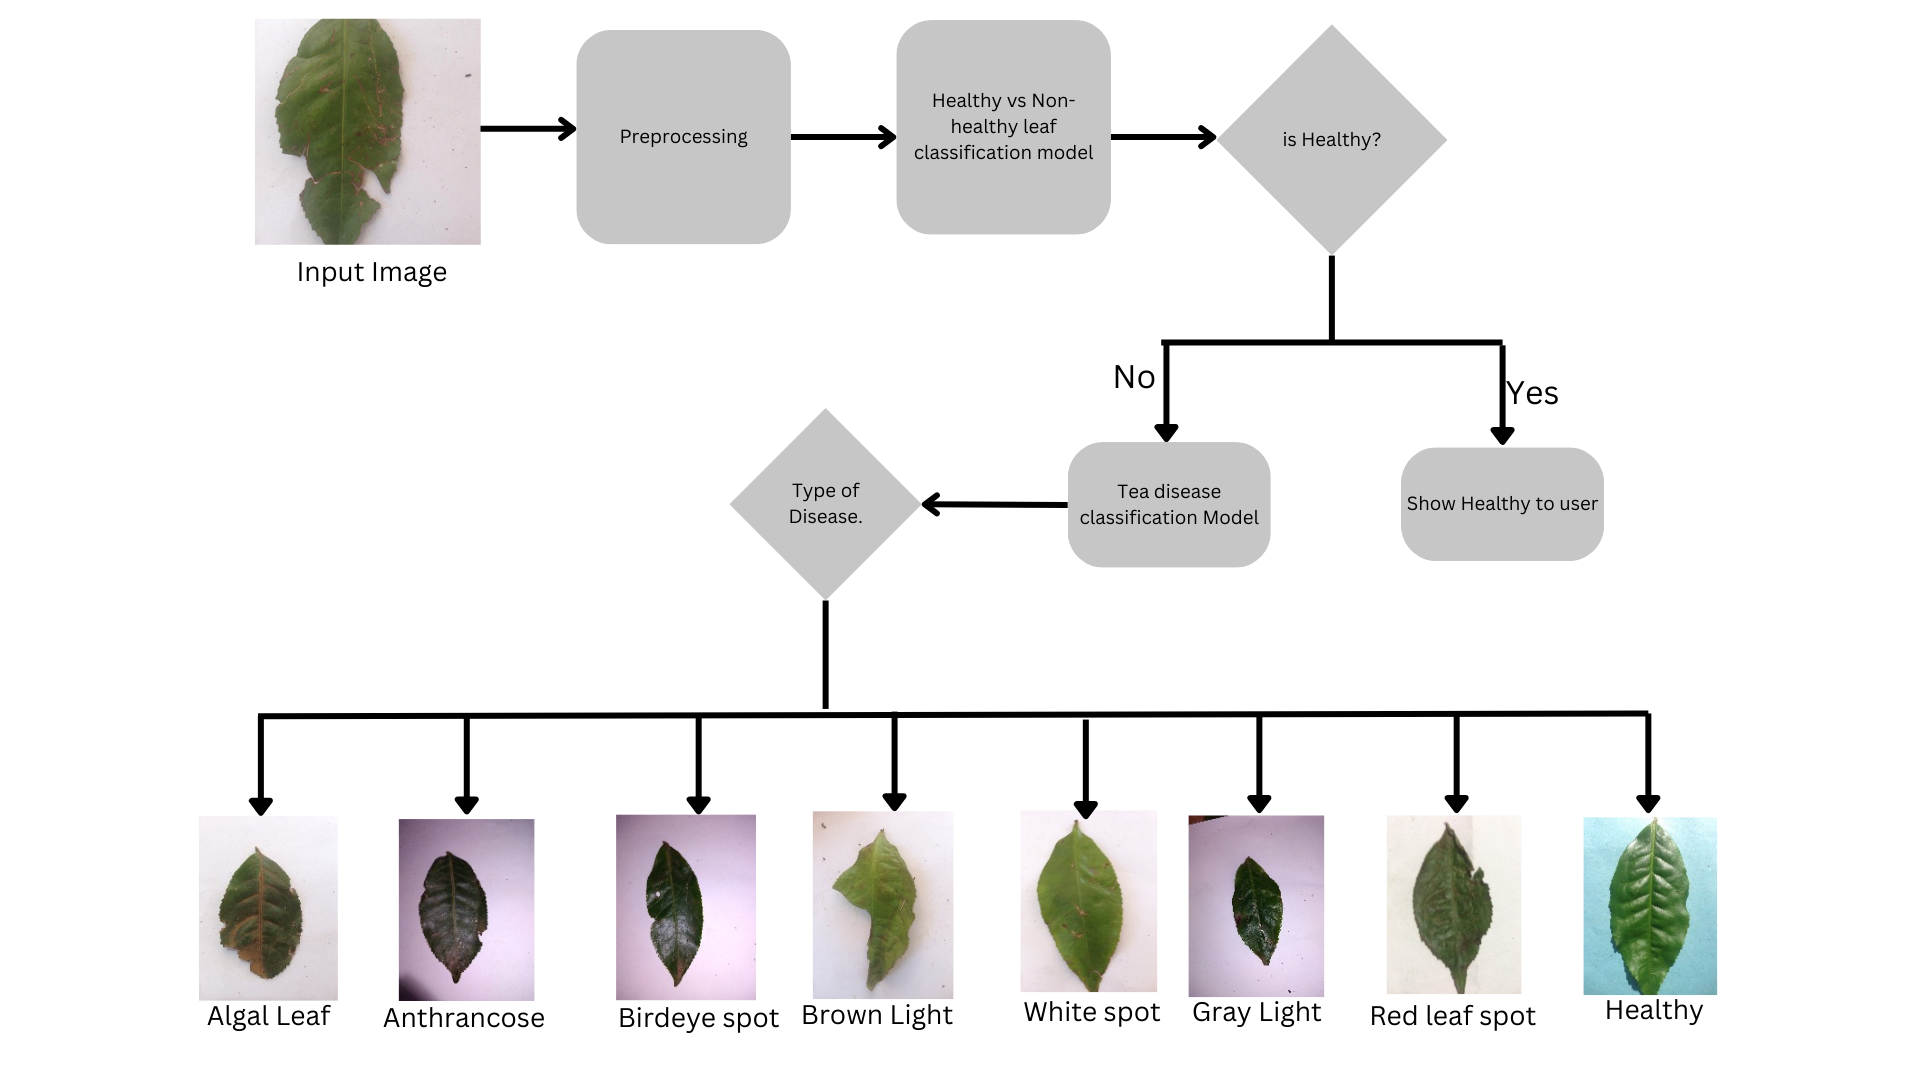 Input Image
Preprocessing
Healthy vs Non-
healthy leaf
classification model
is Healthy?
No
Yes
Type of
Disease.
Tea disease
classification Model
Show Healthy to user
Algal Leaf
Anthrancose
Birdeye spot
Brown Light
White spot
Gray Light
Red leaf spot
Healthy